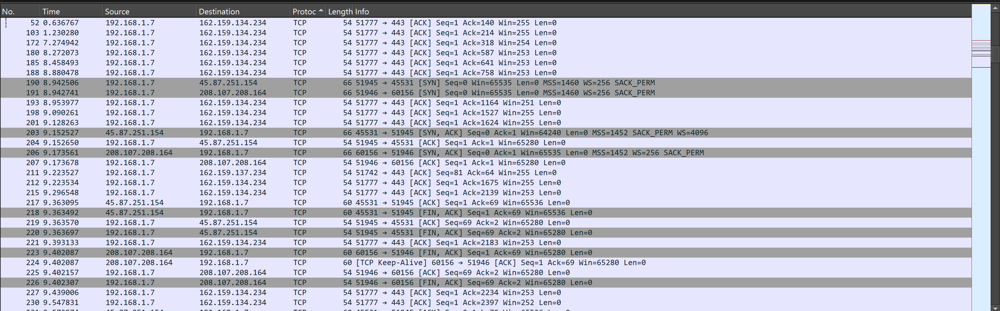 No. Time Source Destination Protoc Length Info
52 0.636767 192.168.1.7 162.159.134.234 TCP 54 51777 → 443 [ACK] Seq=1 Ack=140 Win=255 Len=0
103 1.230280 192.168.1.7 162.159.134.234 TCP 54 51777 → 443 [ACK] Seq=1 Ack=214 Win=255 Len=0
172 7.274942 192.168.1.7 162.159.134.234 TCP 54 51777 → 443 [ACK] Seq=1 Ack=318 Win=254 Len=0
180 8.272073 192.168.1.7 162.159.134.234 TCP 54 51777 → 443 [ACK] Seq=1 Ack=587 Win=253 Len=0
185 8.458493 192.168.1.7 162.159.134.234 TCP 54 51777 → 443 [ACK] Seq=1 Ack=641 Win=253 Len=0
188 8.880478 192.168.1.7 162.159.134.234 TCP 54 51777 → 443 [ACK] Seq=1 Ack=758 Win=253 Len=0
190 8.942506 192.168.1.7 45.87.251.154 TCP 66 51945 → 45531 [SYN] Seq=0 Win=65535 Len=0 MSS=1460 WS=256 SACK_PERM
191 8.942741 192.168.1.7 208.107.208.164 TCP 66 51946 → 60156 [SYN] Seq=0 Win=65535 Len=0 MSS=1460 WS=256 SACK_PERM
193 8.953977 192.168.1.7 162.159.134.234 TCP 54 51777 → 443 [ACK] Seq=1 Ack=1164 Win=251 Len=0
198 9.090261 192.168.1.7 162.159.134.234 TCP 54 51777 → 443 [ACK] Seq=1 Ack=1527 Win=255 Len=0
201 9.128263 192.168.1.7 162.159.134.234 TCP 54 51777 → 443 [ACK] Seq=1 Ack=1624 Win=255 Len=0
203 9.152527 45.87.251.154 192.168.1.7 TCP 66 45531 → 51945 [SYN, ACK] Seq=0 Ack=1 Win=64240 Len=0 MSS=1452 SACK_PERM WS=4096
204 9.152650 192.168.1.7 45.87.251.154 TCP 54 51945 → 45531 [ACK] Seq=1 Ack=1 Win=65280 Len=0
206 9.173561 208.107.208.164 192.168.1.7 TCP 66 60156 → 51946 [SYN, ACK] Seq=0 Ack=1 Win=65535 Len=0 MSS=1452 WS=256 SACK_PERM
207 9.173678 192.168.1.7 208.107.208.164 TCP 54 51946 → 60156 [ACK] Seq=1 Ack=1 Win=65280 Len=0
211 9.223527 192.168.1.7 162.159.137.234 TCP 54 51742 → 443 [ACK] Seq=81 Ack=64 Win=255 Len=0
212 9.223534 192.168.1.7 162.159.134.234 TCP 54 51777 → 443 [ACK] Seq=1 Ack=1675 Win=255 Len=0
215 9.296548 192.168.1.7 162.159.134.234 TCP 54 51777 → 443 [ACK] Seq=1 Ack=2139 Win=253 Len=0
217 9.363095 45.87.251.154 192.168.1.7 TCP 60 45531 → 51945 [ACK] Seq=1 Ack=69 Win=65536 Len=0
218 9.363492 45.87.251.154 192.168.1.7 TCP 60 45531 → 51945 [FIN, ACK] Seq=1 Ack=69 Win=65536 Len=0
219 9.363570 192.168.1.7 45.87.251.154 TCP 54 51945 → 45531 [ACK] Seq=69 Ack=2 Win=65280 Len=0
220 9.363697 192.168.1.7 45.87.251.154 TCP 54 51945 → 45531 [FIN, ACK] Seq=69 Ack=2 Win=65280 Len=0
221 9.393133 192.168.1.7 162.159.134.234 TCP 54 51777 → 443 [ACK] Seq=1 Ack=2183 Win=253 Len=0
223 9.402087 208.107.208.164 192.168.1.7 TCP 60 60156 → 51946 [FIN, ACK] Seq=1 Ack=69 Win=65280 Len=0
224 9.402087 208.107.208.164 192.168.1.7 TCP 60 [TCP Keep-Alive] 60156 → 51946 [ACK] Seq=1 Ack=69 Win=65280 Len=0
225 9.402157 192.168.1.7 208.107.208.164 TCP 54 51946 → 60156 [ACK] Seq=69 Ack=2 Win=65280 Len=0
226 9.402307 192.168.1.7 208.107.208.164 TCP 54 51946 → 60156 [FIN, ACK] Seq=69 Ack=2 Win=65280 Len=0
227 9.439006 192.168.1.7 162.159.134.234 TCP 54 51777 → 443 [ACK] Seq=1 Ack=2234 Win=253 Len=0
230 9.547831 192.168.1.7 162.159.134.234 TCP 54 51777 → 443 [ACK] Seq=1 Ack=2397 Win=252 Len=0